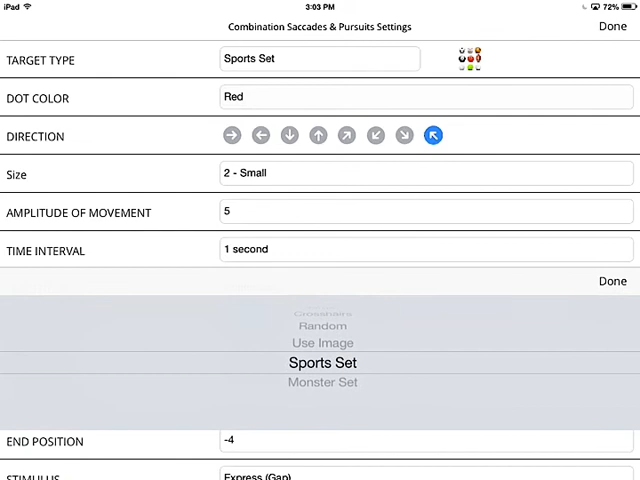 iPad 3:03 PM 72%
Combination Saccades & Pursuits Settings Done
TARGET TYPE Sports Set
DOT COLOR Red
DIRECTION
Size 2 - Small
AMPLITUDE OF MOVEMENT 5
TIME INTERVAL 1 second
Done
Crosshairs
Random
Use Image
Sports Set
Monster Set
END POSITION -4
STIMULUS Express (Gap)